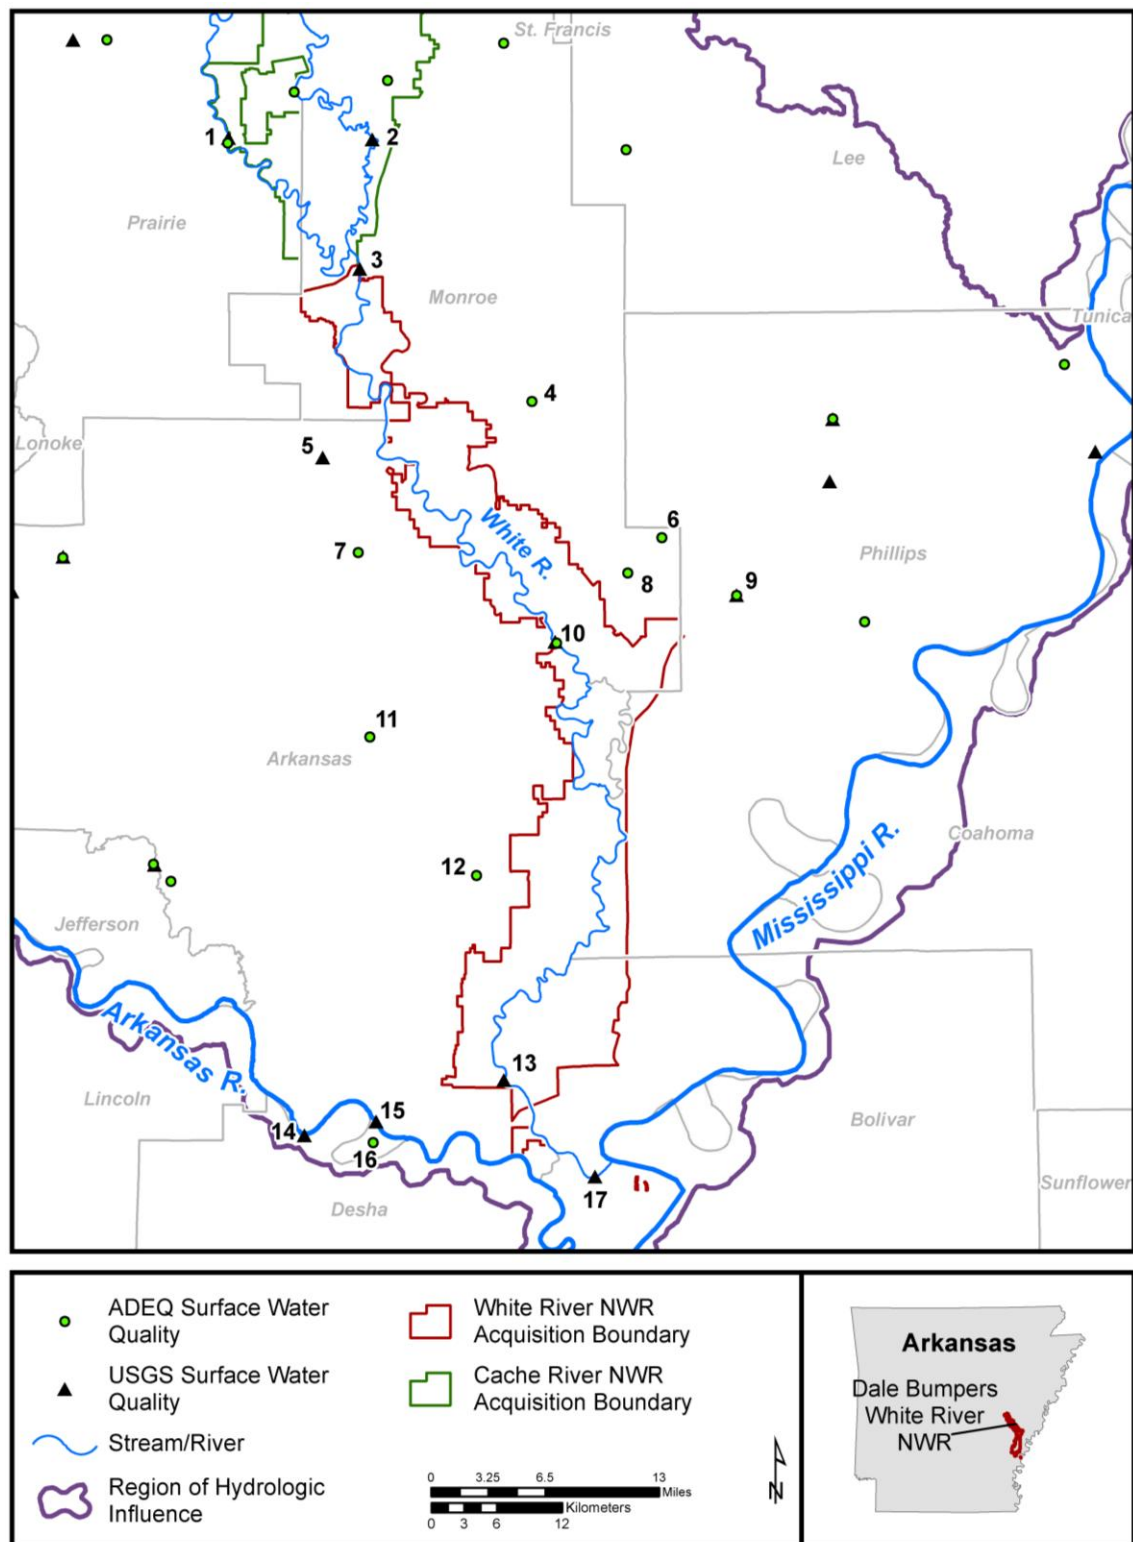 St. Francis
1
2
Lee
Prairie
3
Monroe
Tunica
4
Lonoke
5
White R.
6
7
Phillips
8
9
10
11
Arkansas
Mississippi R.
Coahoma
12
Jefferson
Arkansas R.
13
Lincoln
15
14
Bolivar
16
17
Sunflower
Desha
ADEQ Surface Water
Quality
USGS Surface Water
Quality
Stream/River
Region of Hydrologic
Influence
White River NWR
Acquisition Boundary
Cache River NWR
Acquisition Boundary
0 3.25 6.5 13
Miles
Kilometers
0 3 6 12
N
Arkansas
Dale Bumpers
White River
NWR